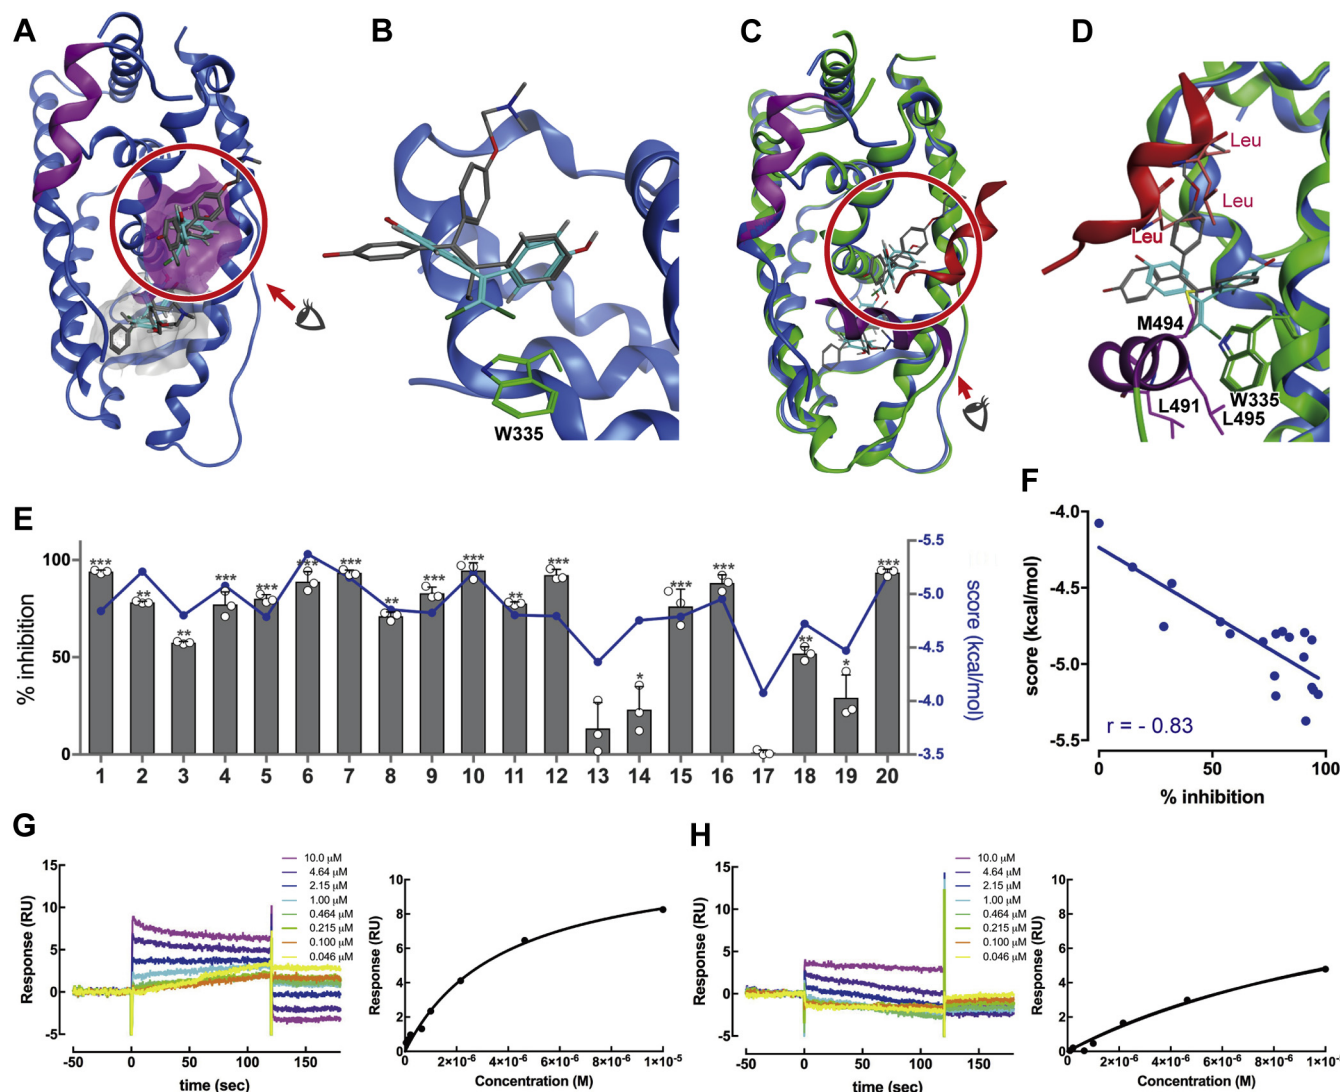 A
B
C
D
W335
Leu
Leu
Leu
M494
W335
L491
L495
E
F
% inhibition
100
50
0
***
**
**
***
***
***
***
**
***
***
**
***
*
***
***
**
*
***
-5.5
-5.0
-4.5
-4.0
-3.5
score (kcal/mol)
1 2 3 4 5 6 7 8 9 10 11 12 13 14 15 16 17 18 19 20
score (kcal/mol)
-4.0
-4.5
-5.0
-5.5
r = - 0.83
0 50 100
% inhibition
G
H
Response (RU)
15
10
5
0
-5
10.0 µM
4.64 µM
2.15 µM
1.00 µM
0.464 µM
0.215 µM
0.100 µM
0.046 µM
-50 0 50 100 150
time (sec)
Response (RU)
10
8
6
4
2
0
0 2×10⁻⁶ 4×10⁻⁶ 6×10⁻⁶ 8×10⁻⁶ 1×10⁻⁵
Concentration (M)
Response (RU)
15
10
5
0
-5
10.0 µM
4.64 µM
2.15 µM
1.00 µM
0.464 µM
0.215 µM
0.100 µM
0.046 µM
-50 0 50 100 150
time (sec)
Response (RU)
10
8
6
4
2
0
0 2×10⁻⁶ 4×10⁻⁶ 6×10⁻⁶ 8×10⁻⁶
Concentration (M)